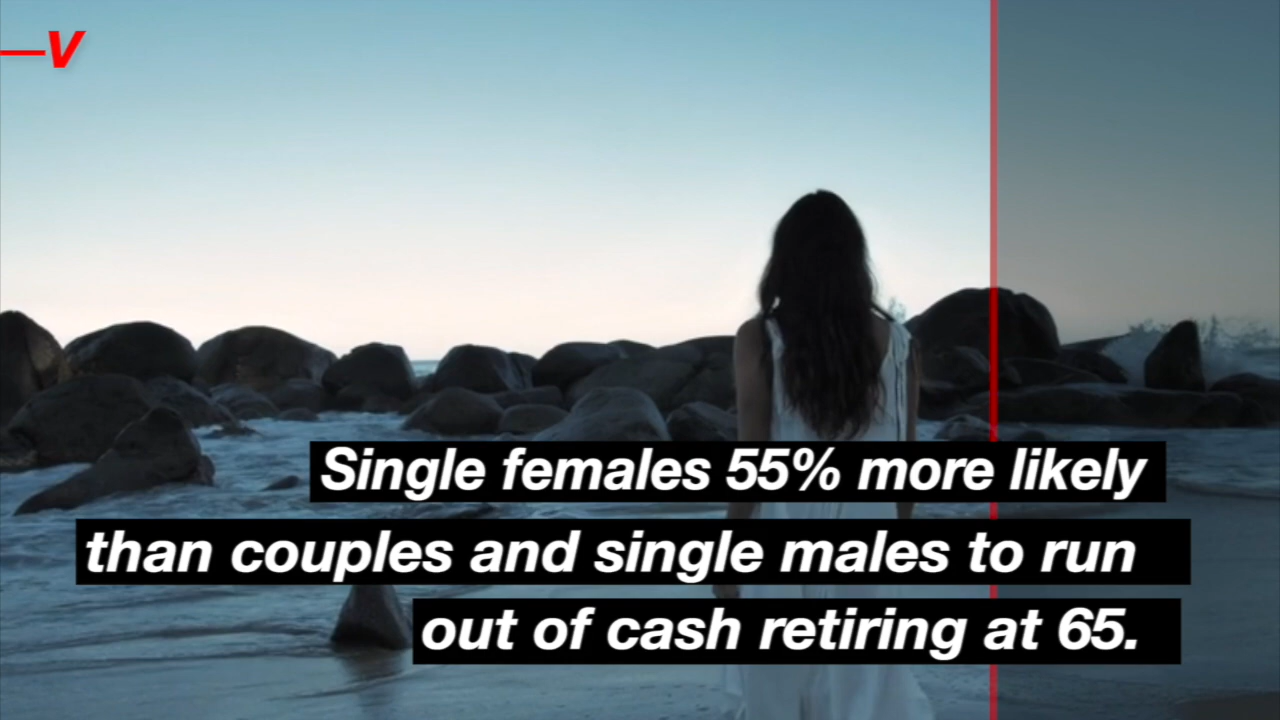 —V
Single females 55% more likely
than couples and single males to run
out of cash retiring at 65.